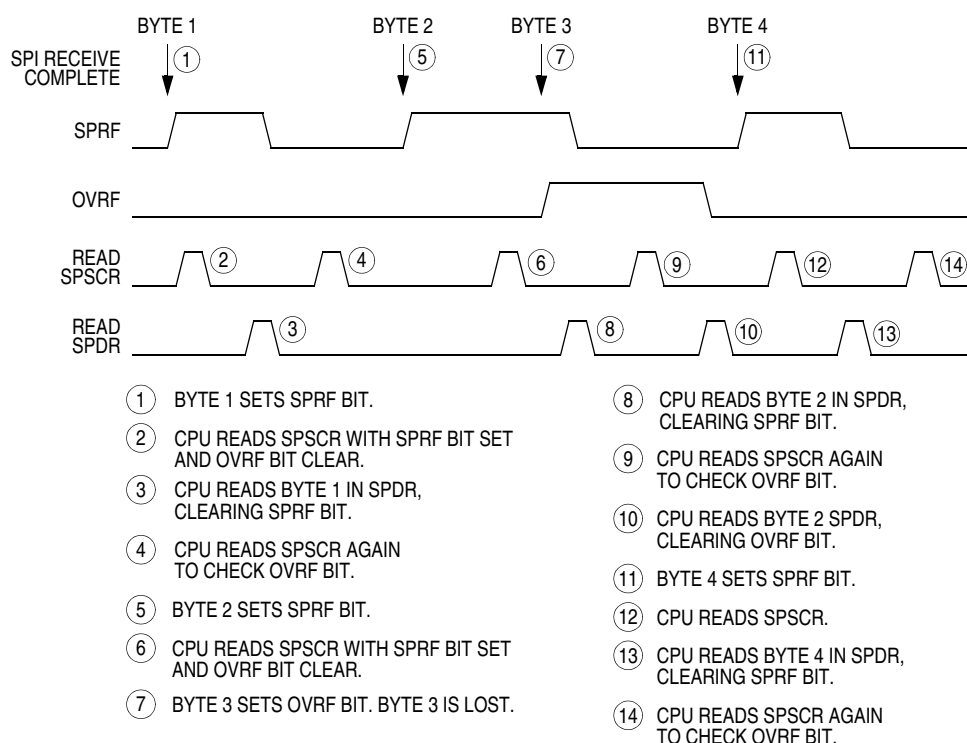 BYTE 1 BYTE 2 BYTE 3 BYTE 4
SPI RECEIVE
COMPLETE
1 5 7 11
SPRF
OVRF
READ
SPSCR
2 4 6 9 12 14
READ
SPDR
3 8 10 13
1 BYTE 1 SETS SPRF BIT.
2 CPU READS SPSCR WITH SPRF BIT SET
AND OVRF BIT CLEAR.
3 CPU READS BYTE 1 IN SPDR,
CLEARING SPRF BIT.
4 CPU READS SPSCR AGAIN
TO CHECK OVRF BIT.
5 BYTE 2 SETS SPRF BIT.
6 CPU READS SPSCR WITH SPRF BIT SET
AND OVRF BIT CLEAR.
7 BYTE 3 SETS OVRF BIT. BYTE 3 IS LOST.
8 CPU READS BYTE 2 IN SPDR,
CLEARING SPRF BIT.
9 CPU READS SPSCR AGAIN
TO CHECK OVRF BIT.
10 CPU READS BYTE 2 SPDR,
CLEARING OVRF BIT.
11 BYTE 4 SETS SPRF BIT.
12 CPU READS SPSCR.
13 CPU READS BYTE 4 IN SPDR,
CLEARING SPRF BIT.
14 CPU READS SPSCR AGAIN
TO CHECK OVRF BIT.